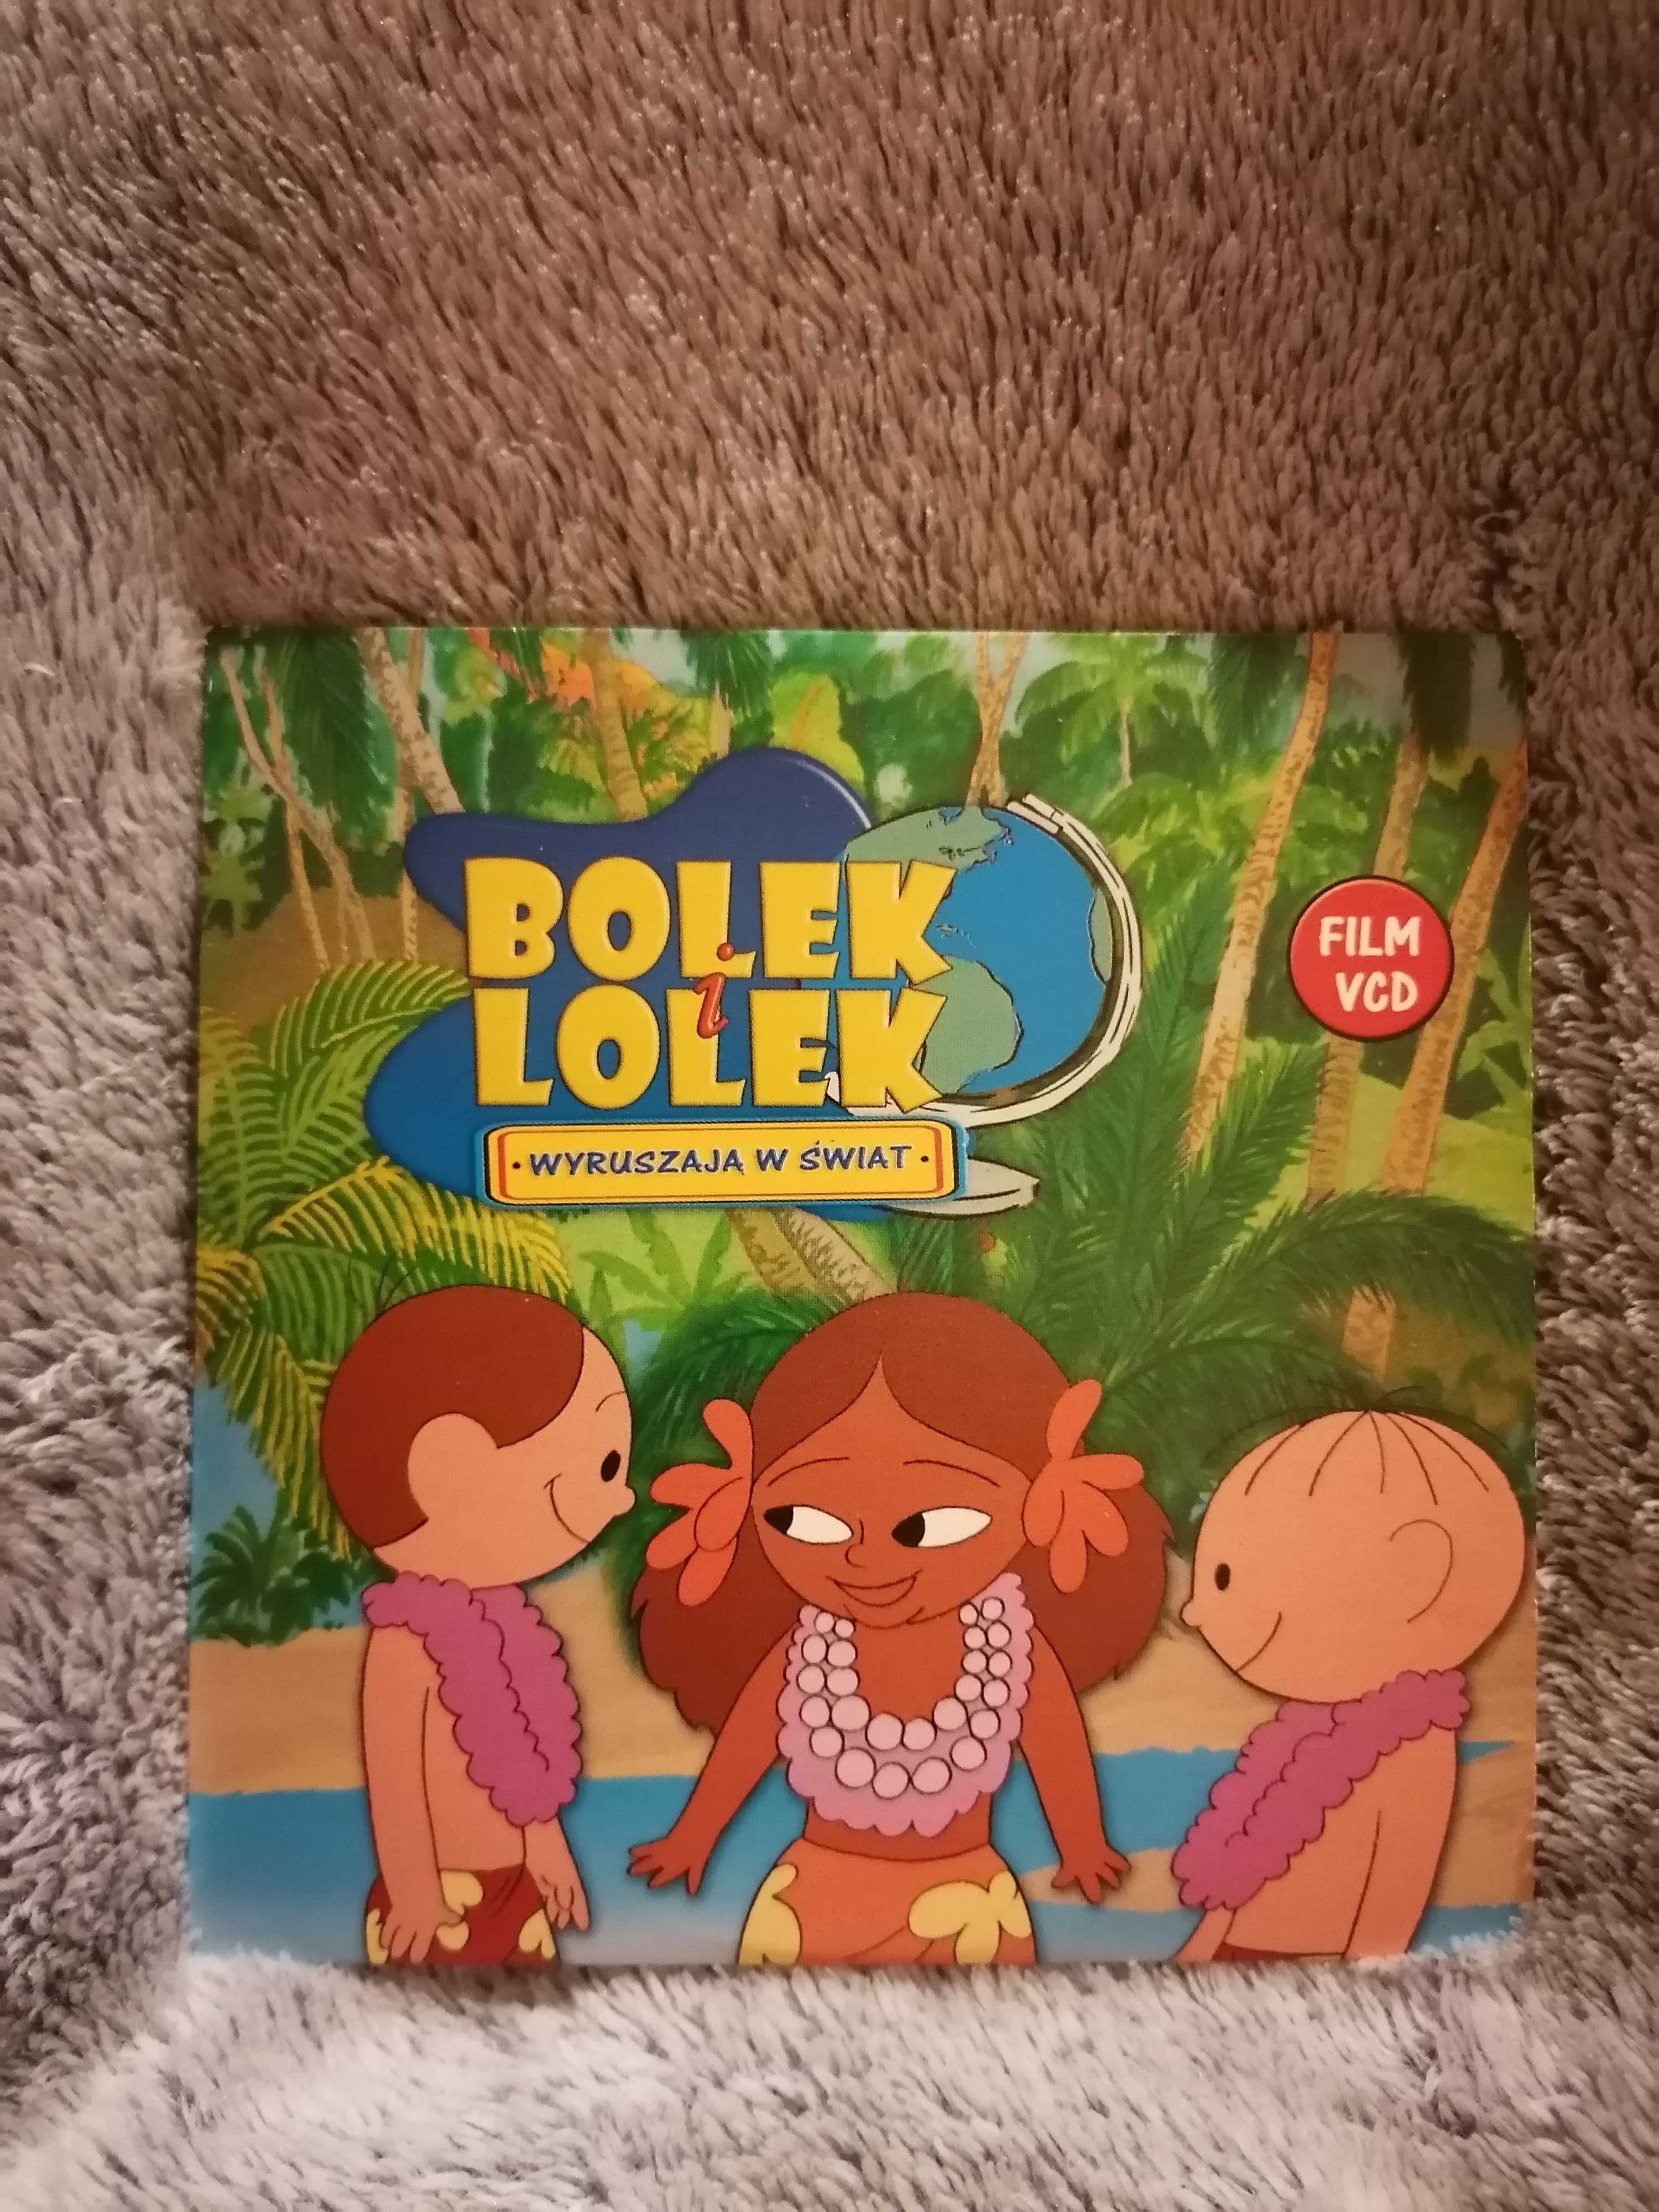 BOLEK
i
LOLEK
• WYRUSZAJĄ W ŚWIAT •
FILM
VCD